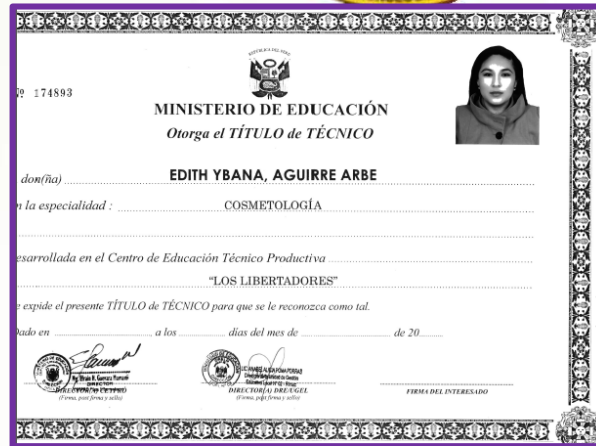 REPÚBLICA DEL PERÚ
Nº 174893
MINISTERIO DE EDUCACIÓN
Otorga el TÍTULO de TÉCNICO
don(ña) EDITH YBANA, AGUIRRE ARBE
n la especialidad : COSMETOLOGÍA
esarrollada en el Centro de Educación Técnico Productiva
“LOS LIBERTADORES”
e expide el presente TÍTULO de TÉCNICO para que se le reconozca como tal.
Dado en a los días del mes de de 20
DIRECTOR
DIRECTOR(A) CETPRO
(Firma, post firma y sello)
DIRECTOR(A) DRE/UGEL
(Firma, post firma y sello)
FIRMA DEL INTERESADO